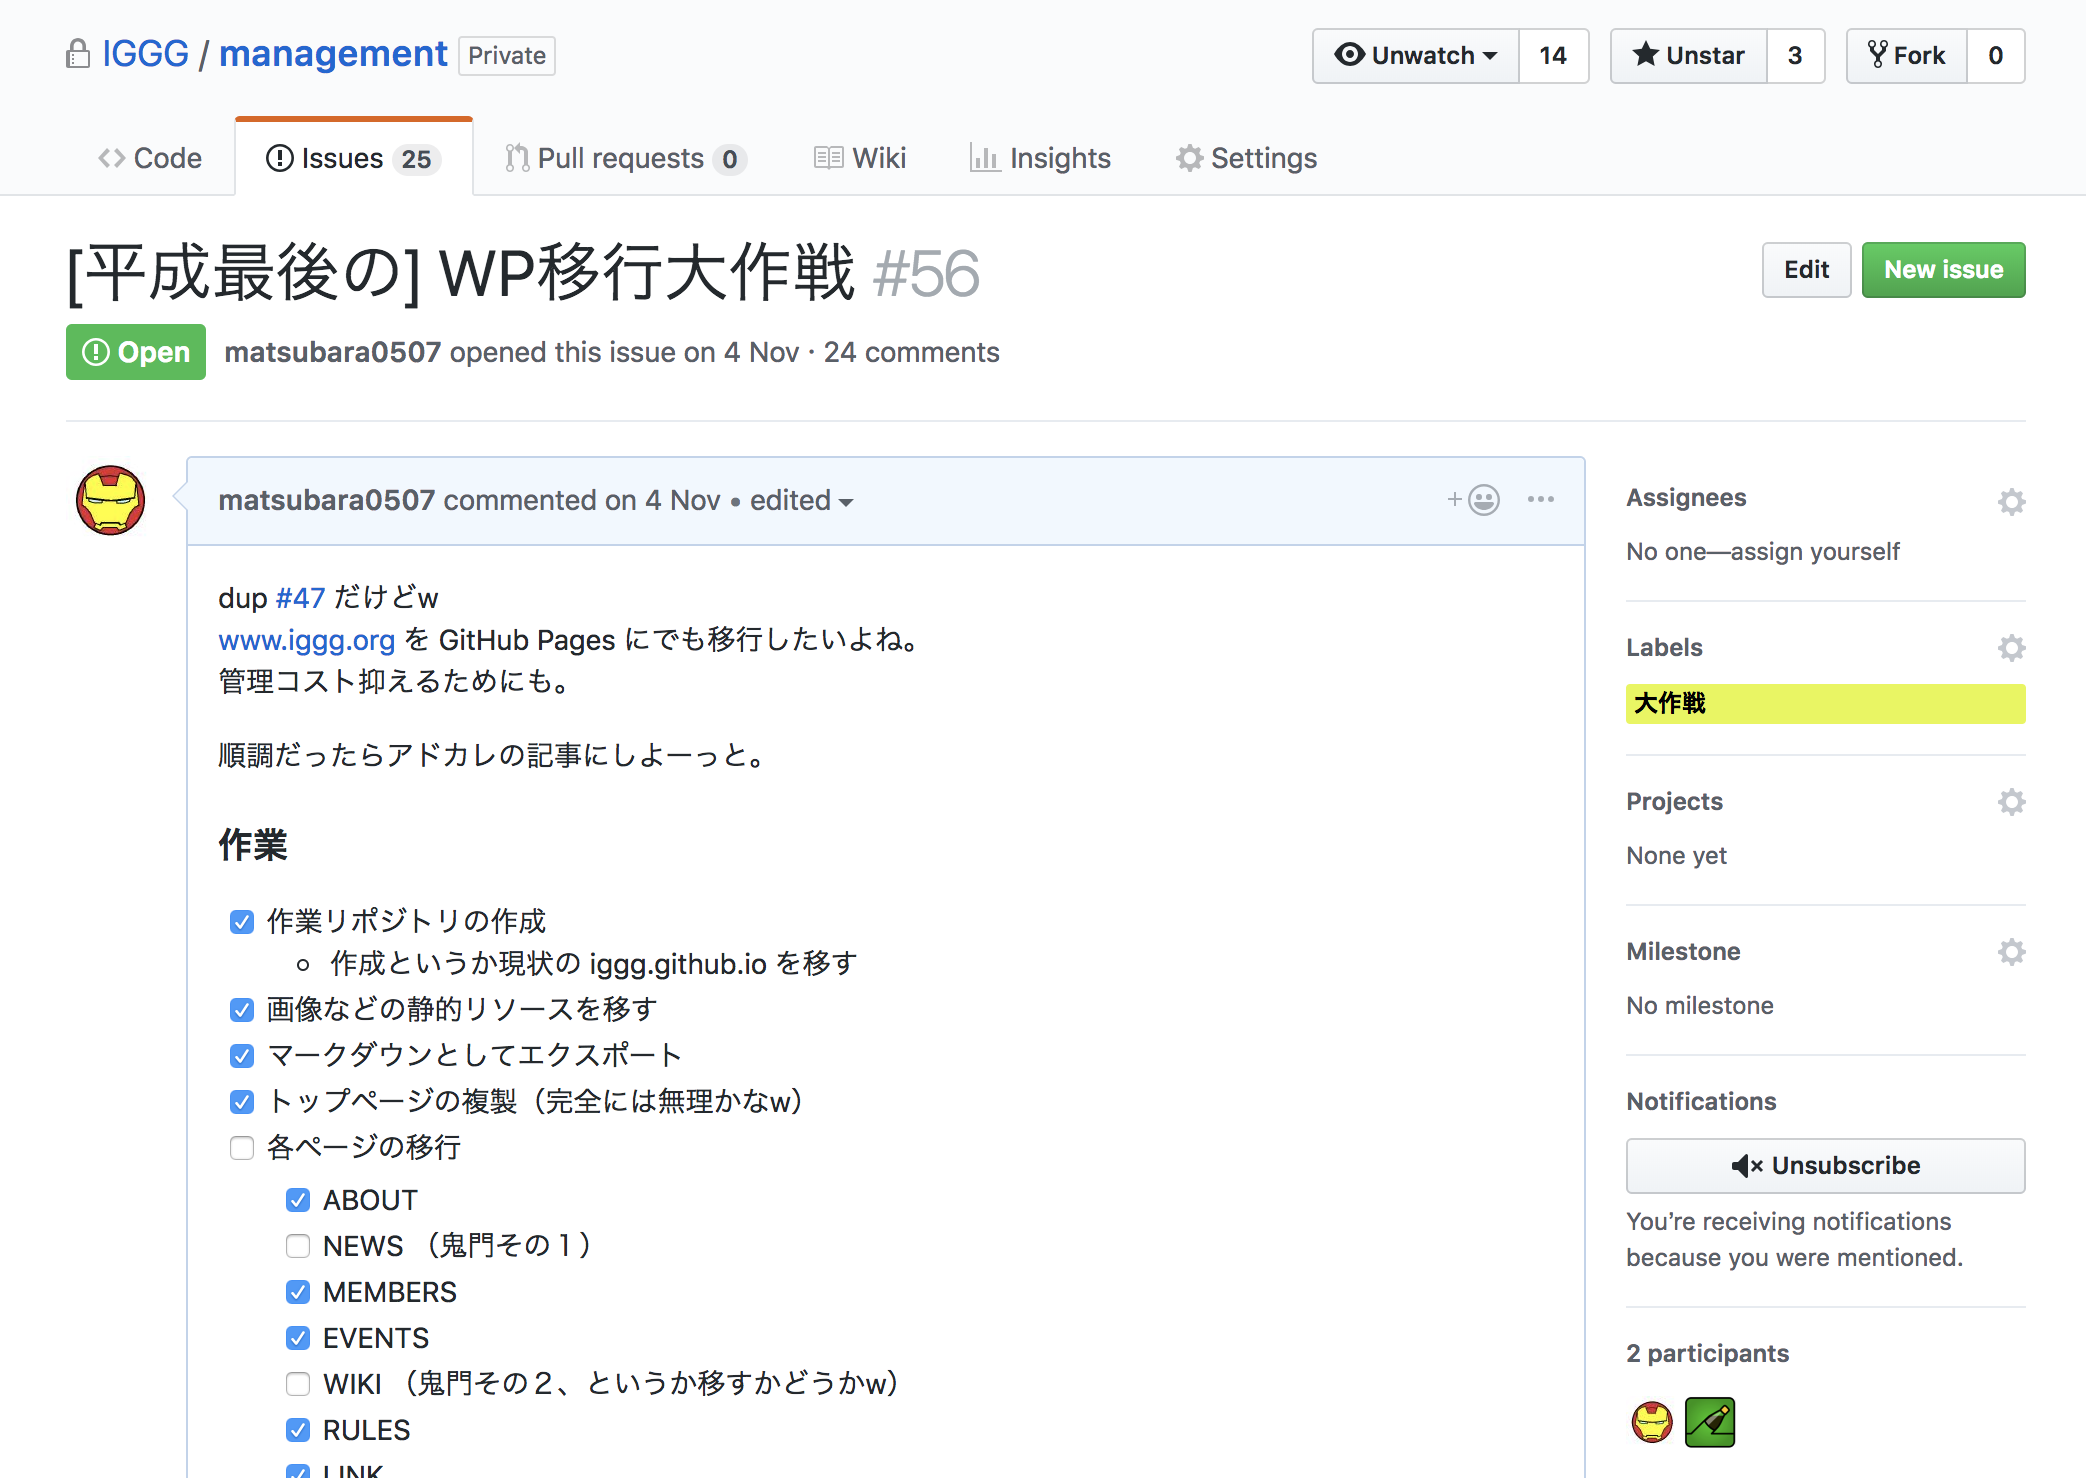 IGGG / management Private
Unwatch 14
Unstar 3
Fork 0
Code
Issues 25
Pull requests 0
Wiki
Insights
Settings
[平成最後の] WP移行大作戦 #56
Edit
New issue
Open
matsubara0507 opened this issue on 4 Nov · 24 comments
matsubara0507 commented on 4 Nov • edited
dup #47 だけどw
www.iggg.org を GitHub Pages にでも移行したいよね。
管理コスト抑えるためにも。
順調だったらアドカレの記事にしよーっと。
作業
作業リポジトリの作成
作成というか現状の iggg.github.io を移す
画像などの静的リソースを移す
マークダウンとしてエクスポート
トップページの複製（完全には無理かなw）
各ページの移行
ABOUT
NEWS （鬼門その１）
MEMBERS
EVENTS
WIKI （鬼門その２、というか移すかどうかw）
RULES
LINK
Assignees
No one—assign yourself
Labels
大作戦
Projects
None yet
Milestone
No milestone
Notifications
Unsubscribe
You’re receiving notifications
because you were mentioned.
2 participants